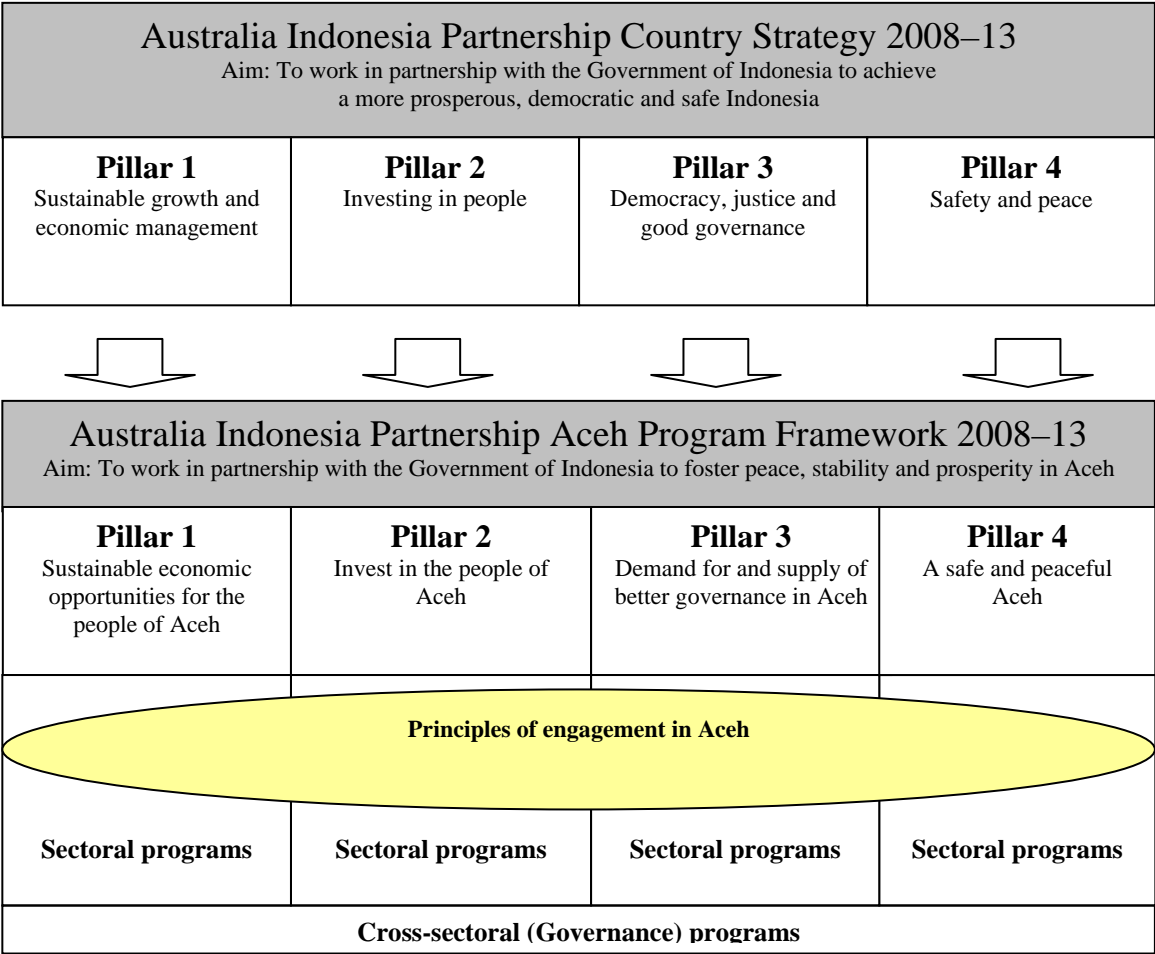 Australia Indonesia Partnership Country Strategy 2008–13
Aim: To work in partnership with the Government of Indonesia to achieve
a more prosperous, democratic and safe Indonesia
Pillar 1
Sustainable growth and
economic management
Pillar 2
Investing in people
Pillar 3
Democracy, justice and
good governance
Pillar 4
Safety and peace
Australia Indonesia Partnership Aceh Program Framework 2008–13
Aim: To work in partnership with the Government of Indonesia to foster peace, stability and prosperity in Aceh
Pillar 1
Sustainable economic
opportunities for the
people of Aceh
Pillar 2
Invest in the people of
Aceh
Pillar 3
Demand for and supply of
better governance in Aceh
Pillar 4
A safe and peaceful
Aceh
Principles of engagement in Aceh
Sectoral programs
Sectoral programs
Sectoral programs
Sectoral programs
Cross-sectoral (Governance) programs